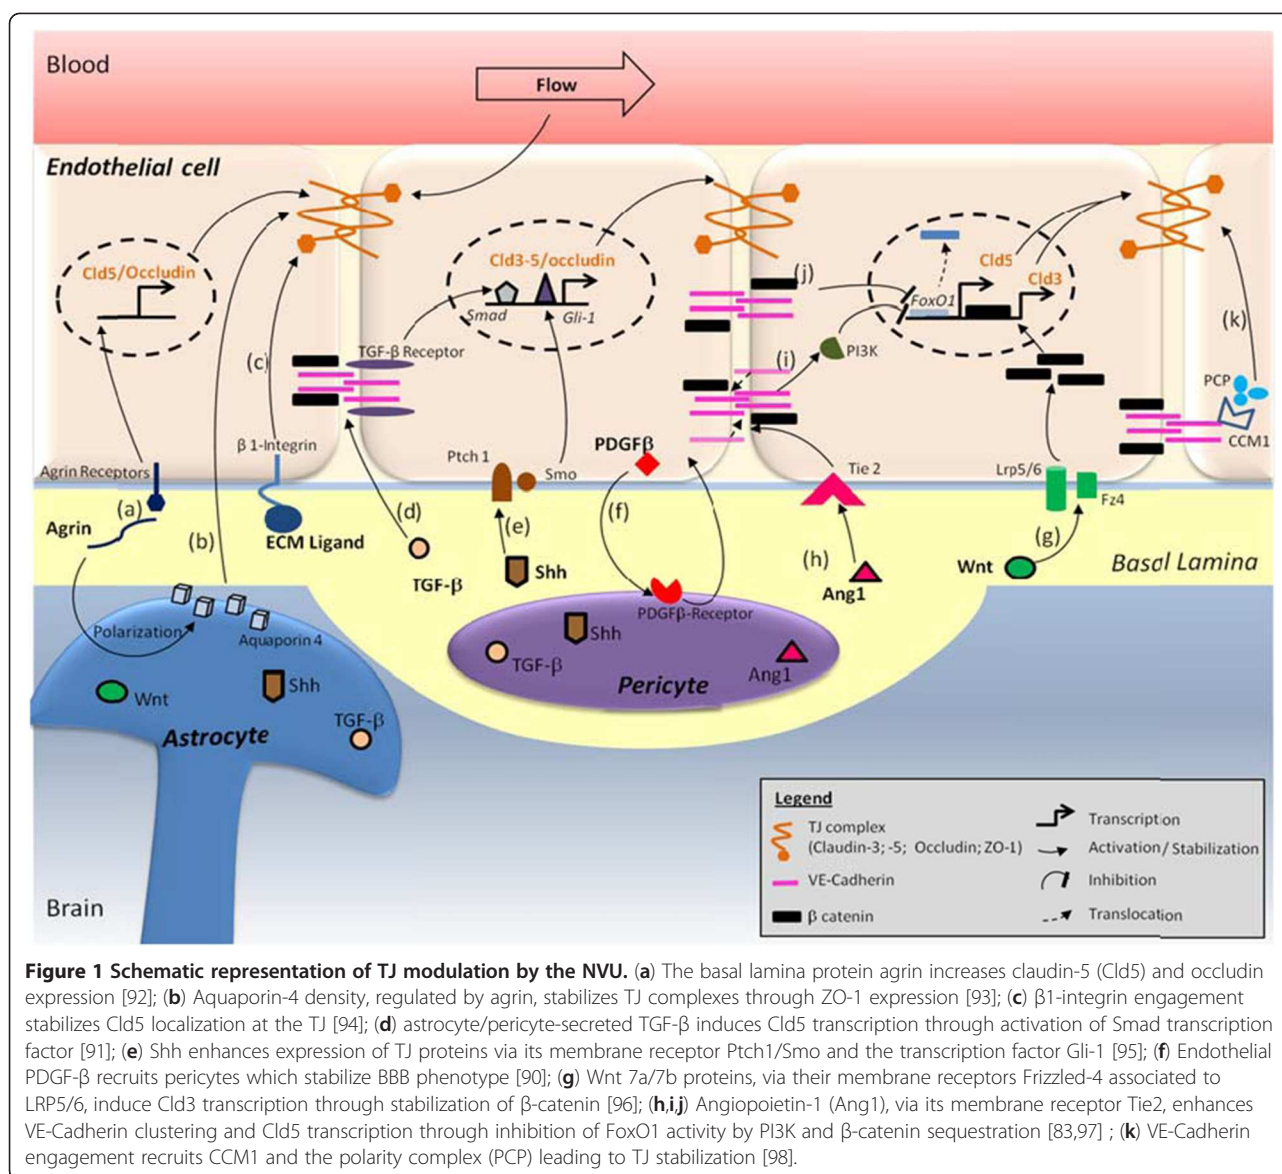 Blood
Flow
Endothelial cell
Cld5/Occludin
Cld3-5/occludin
Smad
Gli-1
TGF-β Receptor
(j)
Cld5
Cld3
FoxO1
PI3K
(i)
(k)
PCP
CCM1
(c)
β 1-Integrin
Agrin Receptors
(a)
Agrin
(b)
ECM Ligand
(d)
TGF-β
Ptch 1
Smo
(e)
Shh
PDGFβ
(f)
Tie 2
(h)
Ang1
Lrp5/6
Fz4
(g)
Wnt
Basal Lamina
Polarization
Aquaporin 4
Wnt
Shh
TGF-β
Astrocyte
PDGFβ-Receptor
Shh
TGF-β
Ang1
Pericyte
Brain
Legend
TJ complex
(Claudin-3; -5; Occludin; ZO-1)
VE-Cadherin
β catenin
Transcription
Activation/ Stabilization
Inhibition
Translocation
Figure 1 Schematic representation of TJ modulation by the NVU. (a) The basal lamina protein agrin increases claudin-5 (Cld5) and occludin
expression [92]; (b) Aquaporin-4 density, regulated by agrin, stabilizes TJ complexes through ZO-1 expression [93]; (c) β1-integrin engagement
stabilizes Cld5 localization at the TJ [94]; (d) astrocyte/pericyte-secreted TGF-β induces Cld5 transcription through activation of Smad transcription
factor [91]; (e) Shh enhances expression of TJ proteins via its membrane receptor Ptch1/Smo and the transcription factor Gli-1 [95]; (f) Endothelial
PDGF-β recruits pericytes which stabilize BBB phenotype [90]; (g) Wnt 7a/7b proteins, via their membrane receptors Frizzled-4 associated to
LRP5/6, induce Cld3 transcription through stabilization of β-catenin [96]; (h,i,j) Angiopoietin-1 (Ang1), via its membrane receptor Tie2, enhances
VE-Cadherin clustering and Cld5 transcription through inhibition of FoxO1 activity by PI3K and β-catenin sequestration [83,97] ; (k) VE-Cadherin
engagement recruits CCM1 and the polarity complex (PCP) leading to TJ stabilization [98].